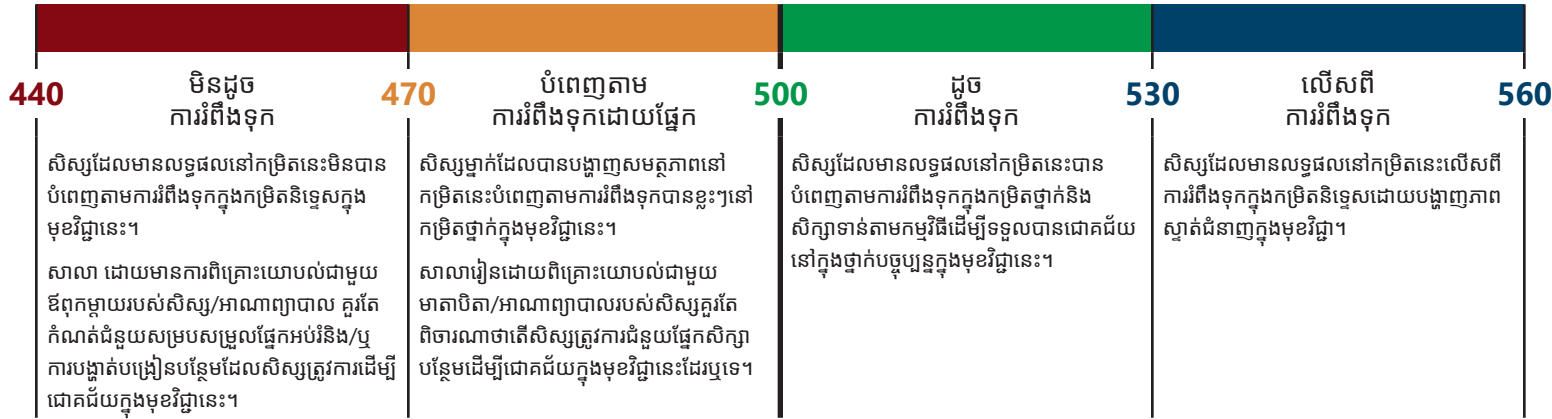 440
មិនដូច
ការរំពឹងទុក
470
បំពេញតាម
ការរំពឹងទុកដោយផ្នែក
500
ដូច
ការរំពឹងទុក
530
លើសពី
ការរំពឹងទុក
560
សិស្សដែលមានលទ្ធផលនៅកម្រិតនេះមិនបាន
បំពេញតាមការរំពឹងទុកក្នុងកម្រិតនិទ្ទេសក្នុង
មុខវិជ្ជានេះ។
សាលា ដោយមានការពិគ្រោះយោបល់ជាមួយ
ឪពុកម្តាយរបស់សិស្ស/អាណាព្យាបាល គួរតែ
កំណត់ជំនួយសម្របសម្រួលផ្នែកអប់រំនិង/ឬ
ការបង្ហាត់បង្រៀនបន្ថែមដែលសិស្សត្រូវការដើម្បី
ជោគជ័យក្នុងមុខវិជ្ជានេះ។
សិស្សម្នាក់ដែលបានបង្ហាញសមត្ថភាពនៅ
កម្រិតនេះបំពេញតាមការរំពឹងទុកបានខ្លះៗនៅ
កម្រិតថ្នាក់ក្នុងមុខវិជ្ជានេះ។
សាលារៀនដោយពិគ្រោះយោបល់ជាមួយ
មាតាបិតា/អាណាព្យាបាលរបស់សិស្សគួរតែ
ពិចារណាថាតើសិស្សត្រូវការជំនួយផ្នែកសិក្សា
បន្ថែមដើម្បីជោគជ័យក្នុងមុខវិជ្ជានេះដែរឬទេ។
សិស្សដែលមានលទ្ធផលនៅកម្រិតនេះបាន
បំពេញតាមការរំពឹងទុកក្នុងកម្រិតថ្នាក់និង
សិក្សាទាន់តាមកម្មវិធីដើម្បីទទួលបានជោគជ័យ
នៅក្នុងថ្នាក់បច្ចុប្បន្នក្នុងមុខវិជ្ជានេះ។
សិស្សដែលមានលទ្ធផលនៅកម្រិតនេះលើសពី
ការរំពឹងទុកក្នុងកម្រិតនិទ្ទេសដោយបង្ហាញភាព
ស្ទាត់ជំនាញក្នុងមុខវិជ្ជា។